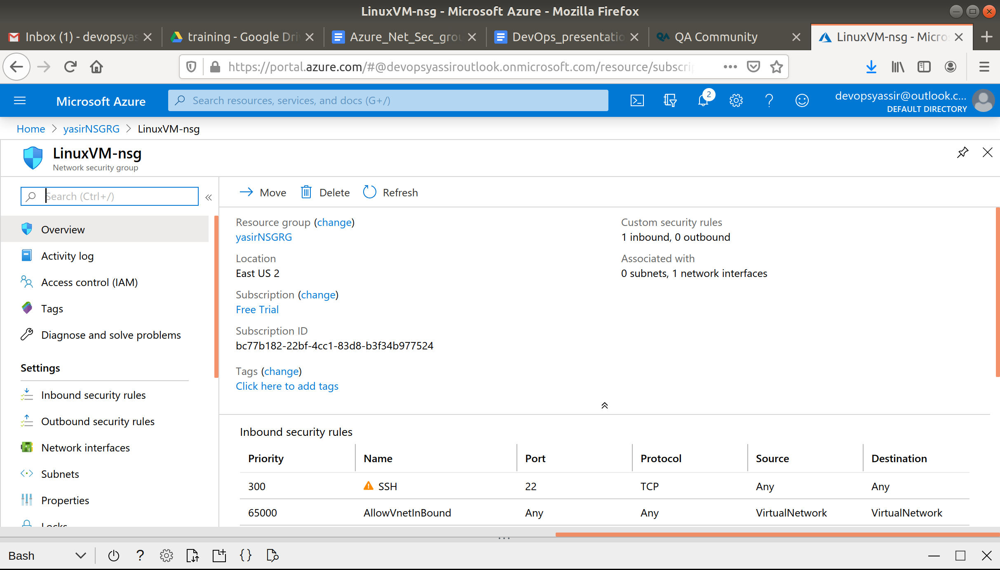 LinuxVM-nsg - Microsoft Azure - Mozilla Firefox
Inbox (1) - devopsyas
training - Google Dri
Azure_Net_Sec_grou
DevOps_presentatio
QA Community
LinuxVM-nsg - Micro
https://portal.azure.com/#@devopsyassiroutlook.onmicrosoft.com/resource/subscrip
Microsoft Azure
Search resources, services, and docs (G+/)
2
devopsyassir@outlook.c...
DEFAULT DIRECTORY
Home > yasirNSGRG > LinuxVM-nsg
LinuxVM-nsg
Network security group
Search (Ctrl+/)
«
Overview
Activity log
Access control (IAM)
Tags
Diagnose and solve problems
Settings
Inbound security rules
Outbound security rules
Network interfaces
Subnets
Properties
Locks
Move
Delete
Refresh
Resource group (change)
yasirNSGRG
Location
East US 2
Subscription (change)
Free Trial
Subscription ID
bc77b182-22bf-4cc1-83d8-b3f34b977524
Tags (change)
Click here to add tags
Custom security rules
1 inbound, 0 outbound
Associated with
0 subnets, 1 network interfaces
Inbound security rules
Priority Name Port Protocol Source Destination
300 SSH 22 TCP Any Any
65000 AllowVnetInBound Any Any VirtualNetwork VirtualNetwork
Bash